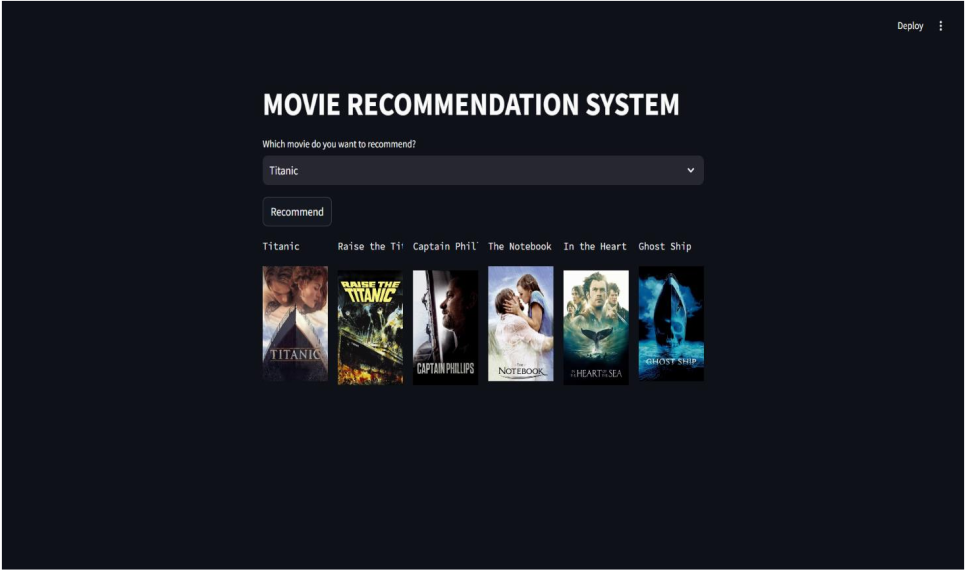 Deploy
MOVIE RECOMMENDATION SYSTEM
Which movie do you want to recommend?
Titanic
Recommend
Titanic Raise the Ti Captain Phil The Notebook In the Heart Ghost Ship
RAISE THE
TITANIC
TITANIC
CAPTAIN PHILLIPS
THE
NOTEBOOK
IN THE HEART OF THE SEA
GHOST SHIP